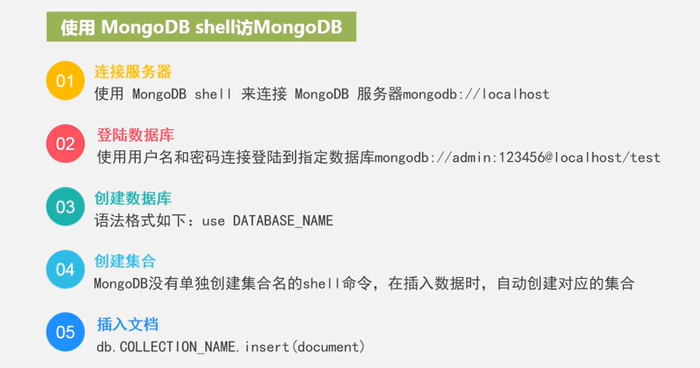 使用 MongoDB shell访MongoDB
01
连接服务器
使用 MongoDB shell 来连接 MongoDB 服务器mongodb://localhost
02
登陆数据库
使用用户名和密码连接登陆到指定数据库mongodb://admin:123456@localhost/test
03
创建数据库
语法格式如下：use DATABASE_NAME
04
创建集合
MongoDB没有单独创建集合名的shell命令，在插入数据时，自动创建对应的集合
05
插入文档
db.COLLECTION_NAME.insert(document)